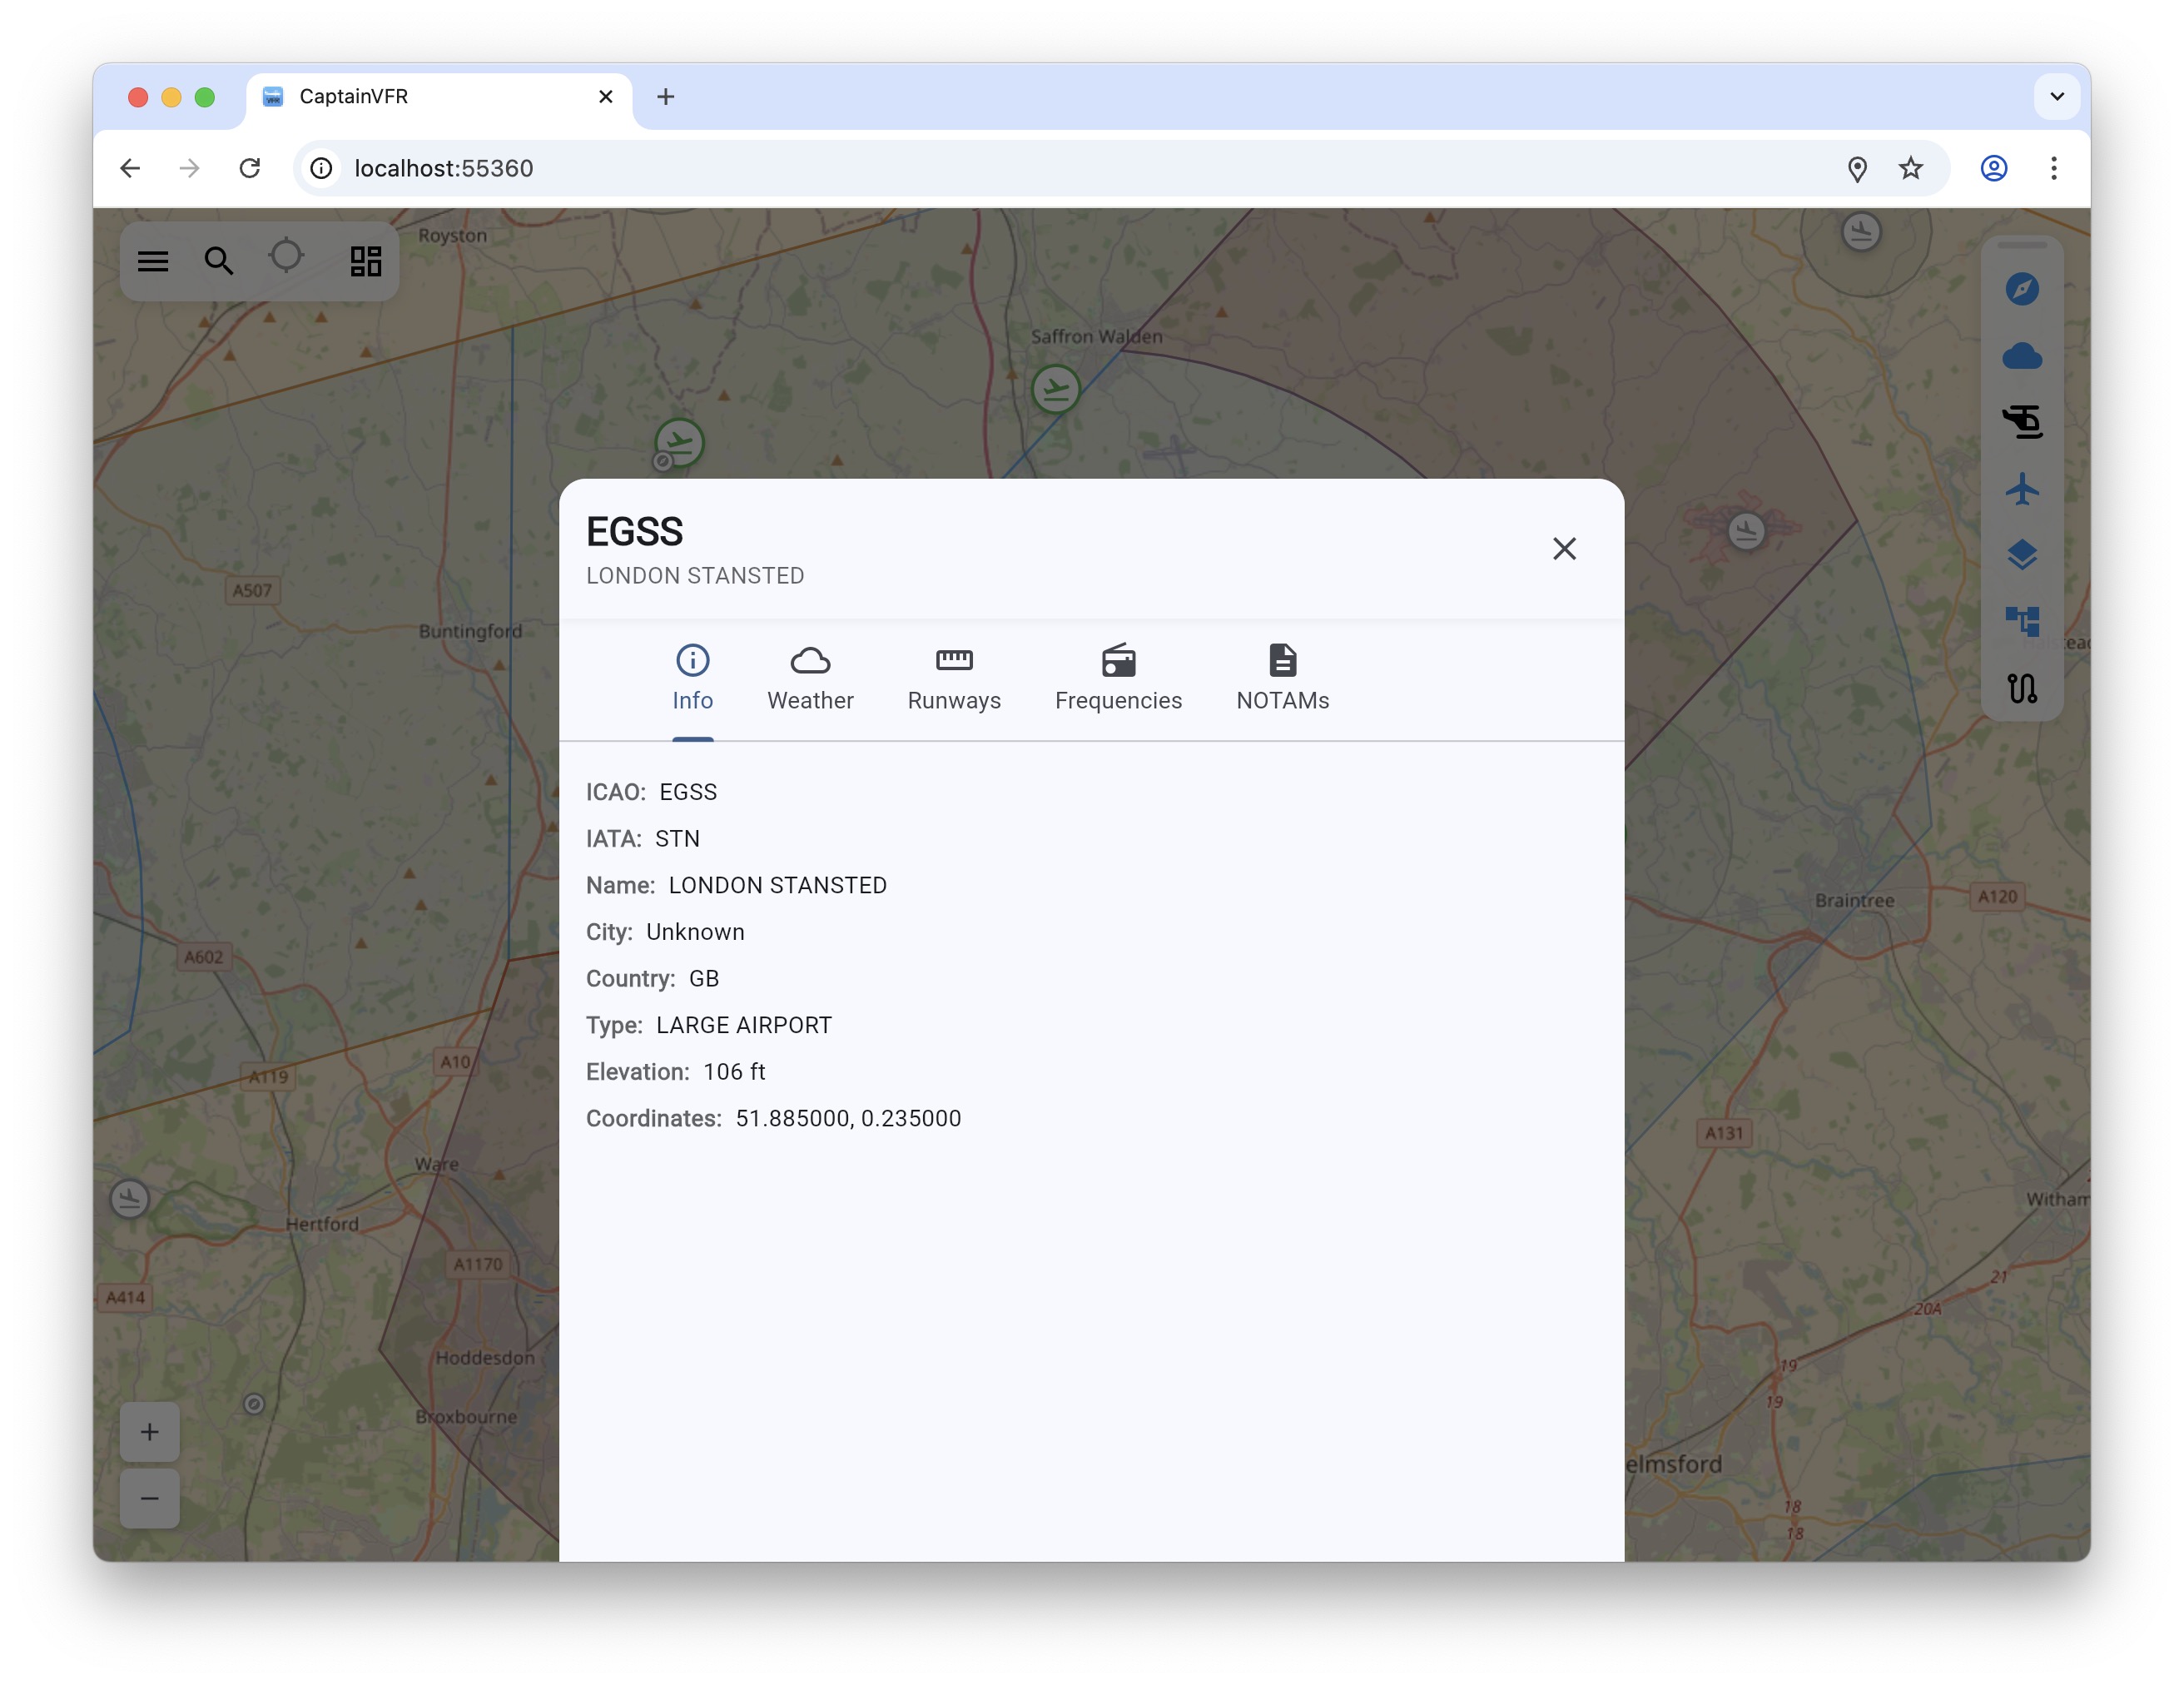 CaptainVFR
localhost:55360
Royston
Saffron Walden
EGSS
LONDON STANSTED
A507
Buntingford
Info
Weather
Runways
Frequencies
NOTAMs
ICAO: EGSS
IATA: STN
Name: LONDON STANSTED
City: Unknown
Country: GB
Type: LARGE AIRPORT
Elevation: 106 ft
Coordinates: 51.885000, 0.235000
Braintree
A120
A602
A10
A119
A131
Ware
Witham
Hertford
A1170
A414
21
20A
Hoddesdon
19
19
Broxbourne
+
−
elmsford
18
18